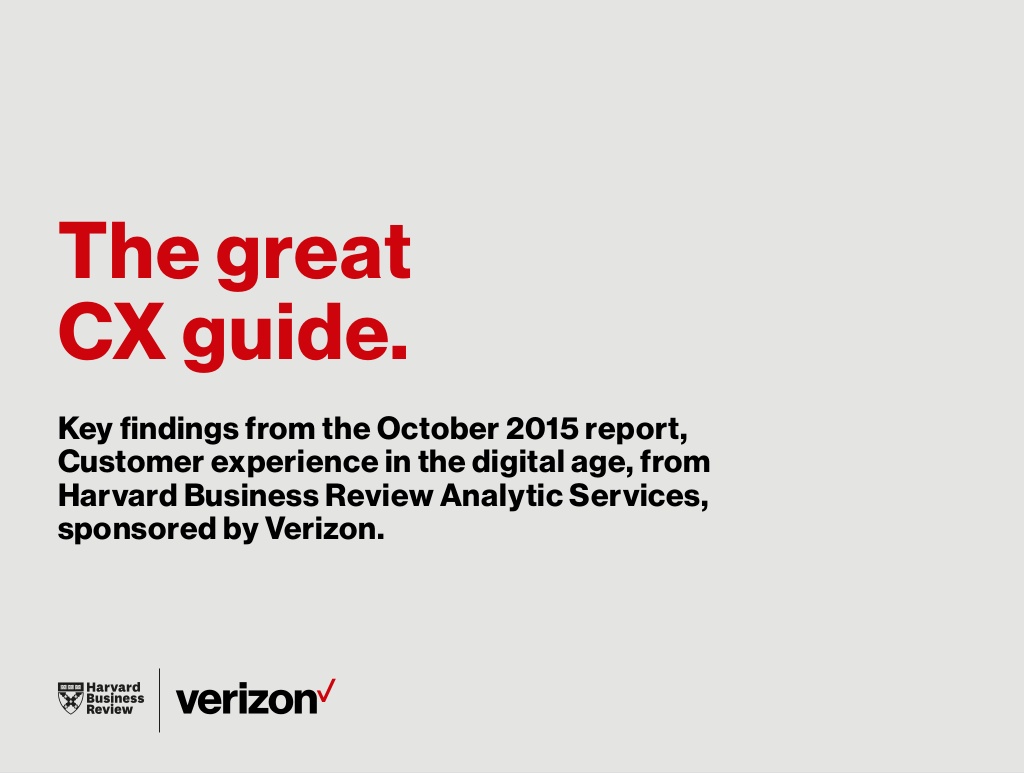 The great
CX guide.
Key findings from the October 2015 report,
Customer experience in the digital age, from
Harvard Business Review Analytic Services,
sponsored by Verizon.
Harvard
Business
Review
verizon